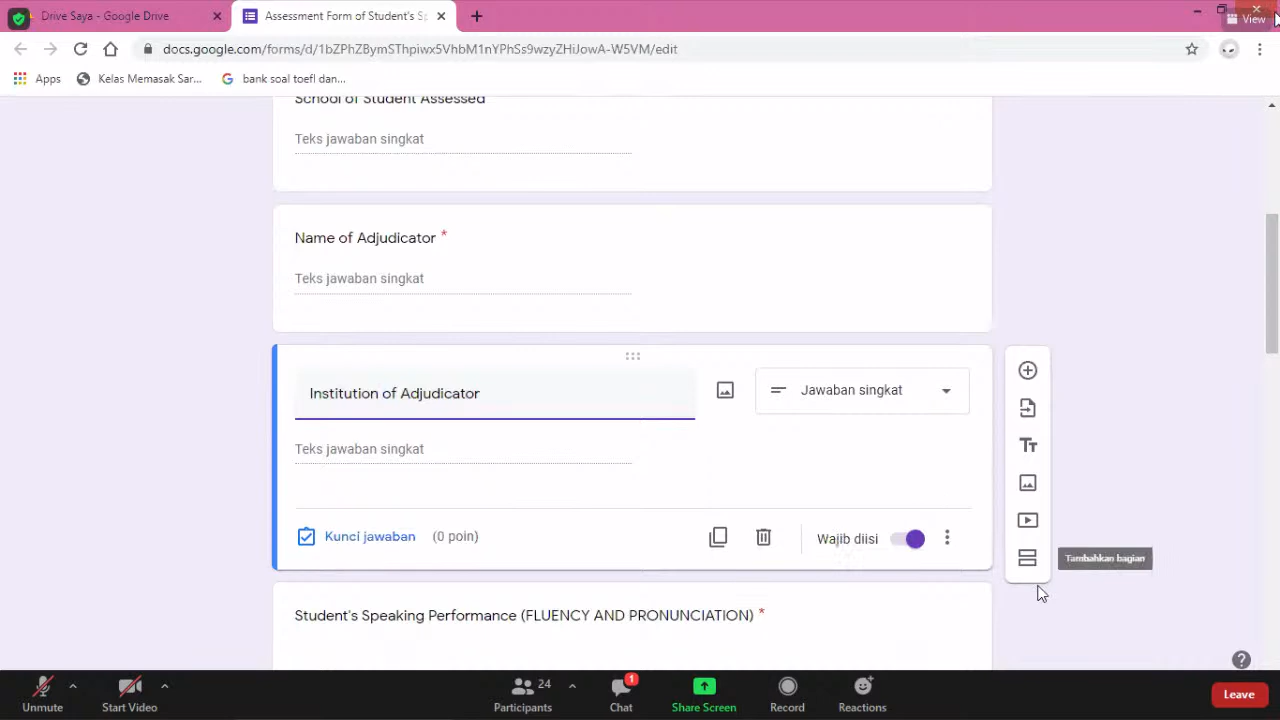 Drive Saya - Google Drive
Assessment Form of Student's S
View
docs.google.com/forms/d/1bZPhZBymSThpiwx5VhbM1nYPhSs9wzyZHiJowA-W5VM/edit
Apps
Kelas Memasak Sar...
bank soal toefl dan...
School of Student Assessed
Teks jawaban singkat
Name of Adjudicator *
Teks jawaban singkat
Institution of Adjudicator
Jawaban singkat
Teks jawaban singkat
Kunci jawaban (0 poin)
Wajib diisi
Tambahkan bagian
Student's Speaking Performance (FLUENCY AND PRONUNCIATION) *
24
1
Unmute
Start Video
Participants
Chat
Share Screen
Record
Reactions
Leave